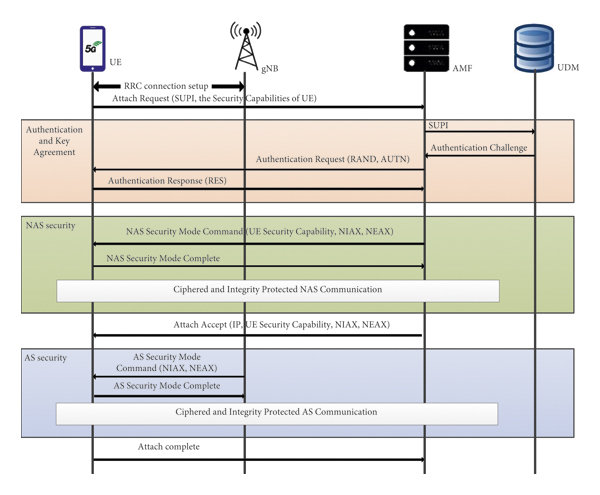 5G
UE
gNB
AMF
UDM
RRC connection setup
Attach Request (SUPI, the Security Capabilities of UE)
Authentication
and Key
Agreement
SUPI
Authentication Challenge
Authentication Request (RAND, AUTN)
Authentication Response (RES)
NAS security
NAS Security Mode Command (UE Security Capability, NIAX, NEAX)
NAS Security Mode Complete
Ciphered and Integrity Protected NAS Communication
Attach Accept (IP, UE Security Capability, NIAX, NEAX)
AS security
AS Security Mode
Command (NIAX, NEAX)
AS Security Mode Complete
Ciphered and Integrity Protected AS Communication
Attach complete